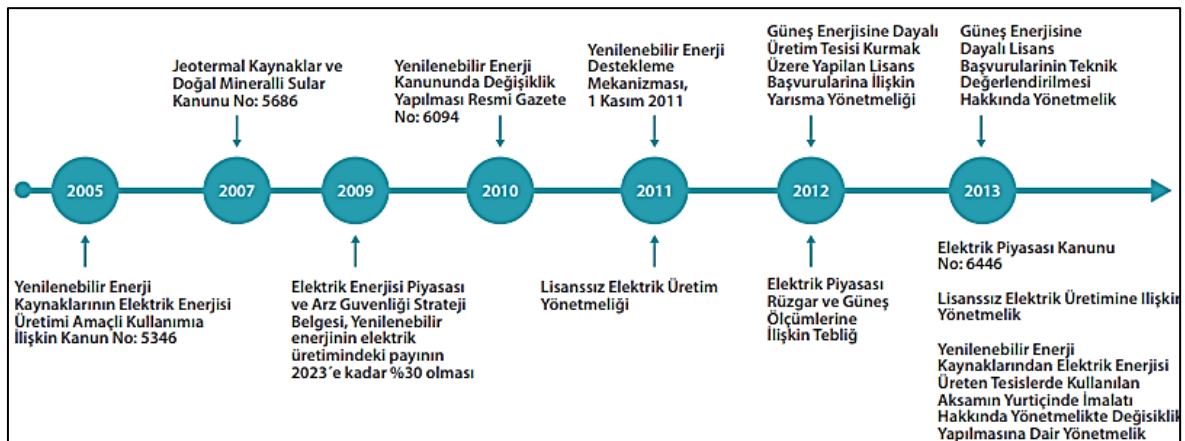 Jeotermal Kaynaklar ve
Doğal Mineralli Sular
Kanunu No: 5686
Yenilenebilir Enerji
Kanununda Değişiklik
Yapılması Resmi Gazete
No: 6094
Yenilenebilir Enerji
Destekleme
Mekanizması,
1 Kasım 2011
Güneş Enerjisine Dayalı
Üretim Tesisi Kurmak
Üzere Yapılan Lisans
Başvurularina İlişkin
Yarısma Yönetmeliği
Güneş Enerjisine
Dayalı Lisans
Başvurularinin Teknik
Değerlendirilmesi
Hakkında Yönetmelik
2005
2007
2009
2010
2011
2012
2013
Yenilenebilir Enerji
Kaynaklarının Elektrik Enerjisi
Üretimi Amaçli Kullanımıa
İlişkin Kanun No: 5346
Elektrik Enerjisi Piyasası
ve Arz Guvenliği Strateji
Belgesi, Yenilenebilir
enerjinin elektrik
üretimindeki payının
2023´e kadar %30 olması
Lisanssız Elektrik Üretim
Yönetmeliği
Elektrik Piyasası
Rüzgar ve Güneş
Ölçümlerine
İlişkin Tebliğ
Elektrik Piyasası Kanunu
No: 6446
Lisanssız Elektrik Üretimine Ilişkin
Yönetmelik
Yenilenebilir Enerji
Kaynaklarından Elektrik Enerjisi
Üreten Tesislerde Kullanılan
Aksamın Yurtiçinde İmalatı
Hakkında Yönetmelikte Değisiklik
Yapılmasına Dair Yönetmelik